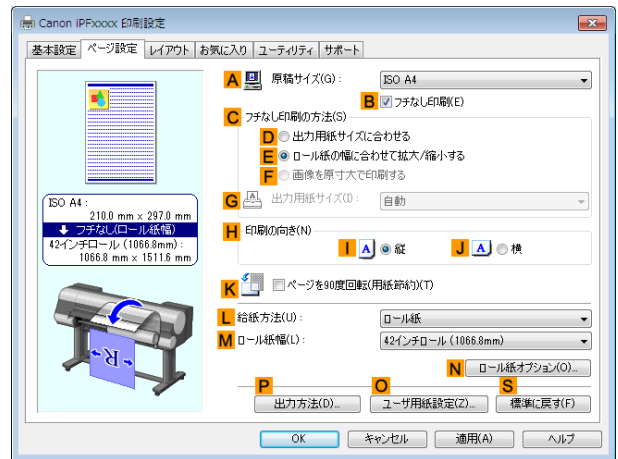 Canon iPFxxxx 印刷設定
基本設定 ページ設定 レイアウト お気に入り ユーティリティ サポート
A 原稿サイズ(G): ISO A4
B フチなし印刷(E)
C フチなし印刷の方法(S)
D 出力用紙サイズに合わせる
E ロール紙の幅に合わせて拡大/縮小する
F 画像を原寸大で印刷する
G 出力用紙サイズ(I): 自動
H 印刷の向き(N)
I A 縦 J A 横
K ページを90度回転(用紙節約)(T)
L 給紙方法(U): ロール紙
M ロール紙幅(L): 42インチロール (1066.8mm)
N ロール紙オプション(O)...
P O S
出力方法(D)... ユーザ用紙設定(Z)... 標準に戻す(F)
ISO A4 :
210.0 mm x 297.0 mm
フチなし(ロール紙幅)
42インチロール (1066.8mm) :
1066.8 mm x 1511.6 mm
R
OK キャンセル 適用(A) ヘルプ